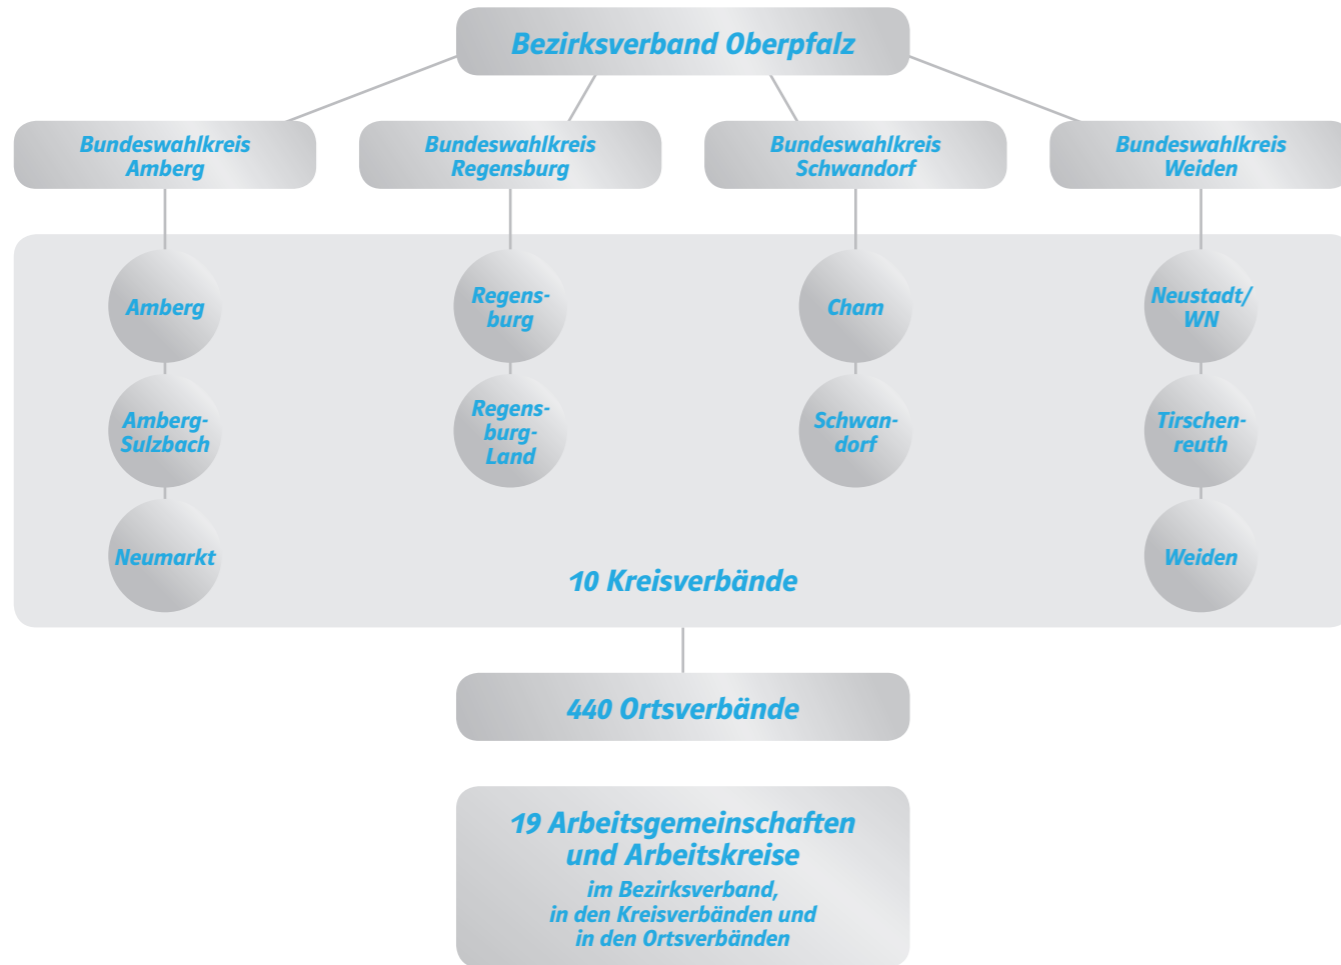 Bezirksverband Oberpfalz
Bundeswahlkreis
Amberg
Bundeswahlkreis
Regensburg
Bundeswahlkreis
Schwandorf
Bundeswahlkreis
Weiden
Amberg
Regens-
burg
Cham
Neustadt/
WN
Amberg-
Sulzbach
Regens-
burg-
Land
Schwan-
dorf
Tirschen-
reuth
Neumarkt
Weiden
10 Kreisverbände
440 Ortsverbände
19 Arbeitsgemeinschaften
und Arbeitskreise
im Bezirksverband,
in den Kreisverbänden und
in den Ortsverbänden